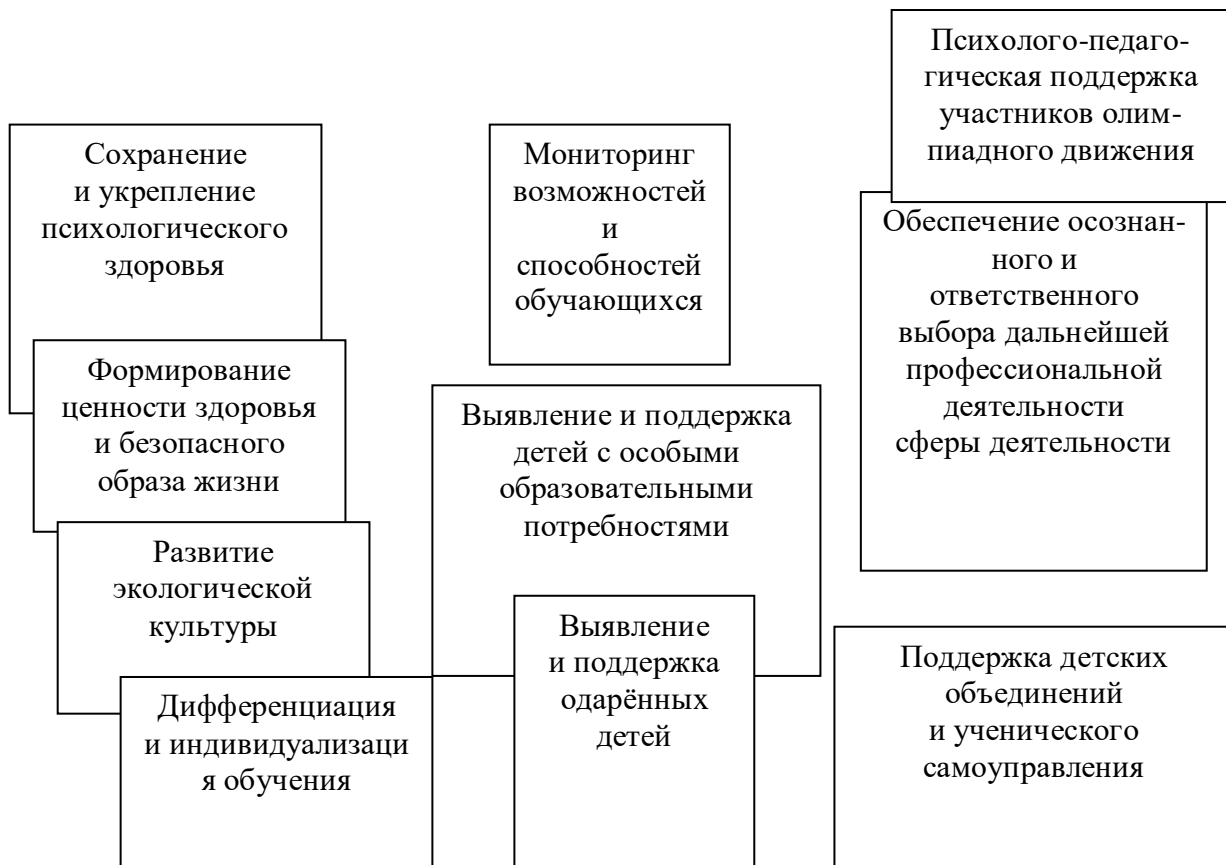 Сохранение
и укрепление
психологического
здоровья
Формирование
ценности здоровья
и безопасного
образа жизни
Развитие
экологической
культуры
Дифференциация
и индивидуализаци
я обучения
Мониторинг
возможностей
и
способностей
обучающихся
Выявление и поддержка
детей с особыми
образовательными
потребностями
Выявление
и поддержка
одарённых
детей
Психолого-педаго-
гическая поддержка
участников олим-
пиадного движения
Обеспечение осознан-
ного и
ответственного
выбора дальнейшей
профессиональной
деятельности
сферы деятельности
Поддержка детских
объединений
и ученического
самоуправления